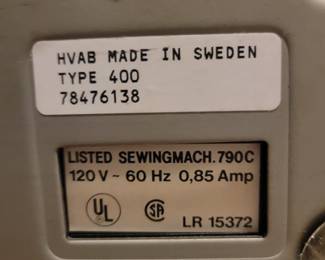 HVAB MADE IN SWEDEN
TYPE 400
78476138
LISTED SEWINGMACH.790C
120 V ~ 60 Hz 0,85 Amp
UL SA LR 15372